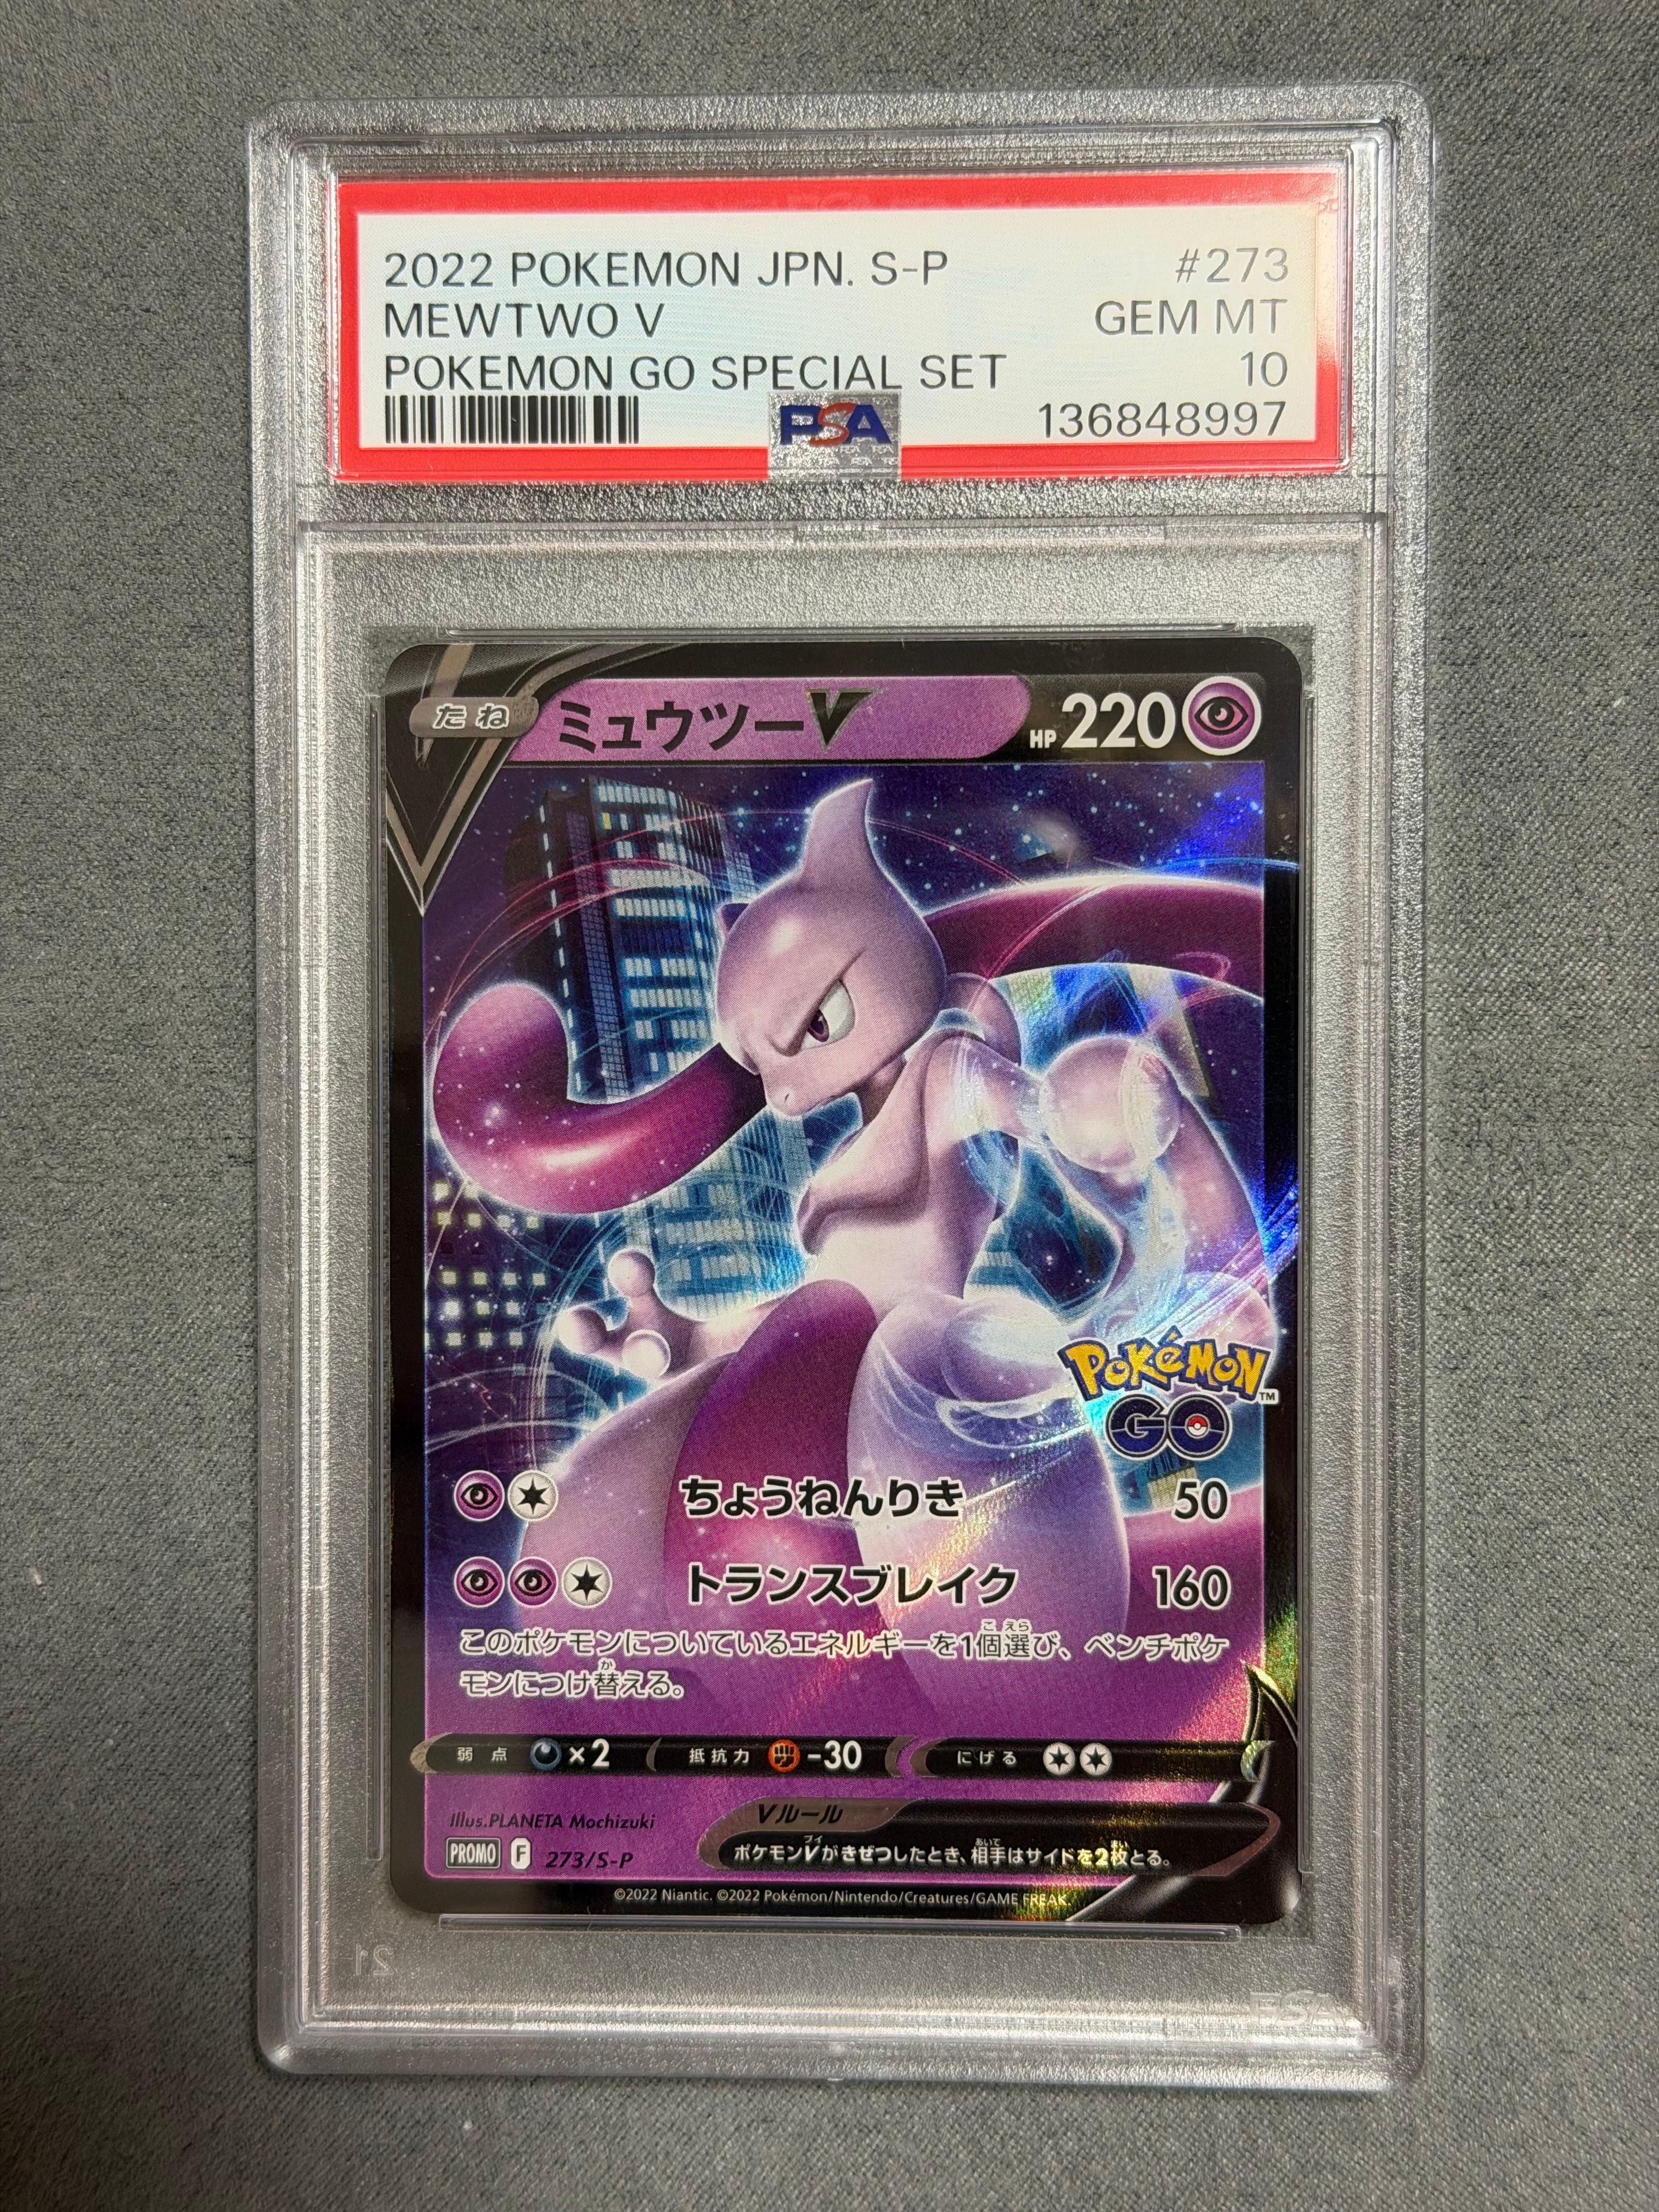 2022 POKEMON JPN. S-P #273
MEWTWO V GEM MT
POKEMON GO SPECIAL SET 10
PSA 136848997
たね ミュウツーV HP 220
Pokémon™
GO
ちょうねんりき 50
トランスブレイク 160
このポケモンについているエネルギーを1個選び、ベンチポケ
モンにつけ替える。
弱点 ×2 抵抗力 -30 にげる
Illus.PLANETA Mochizuki
Vルール
PROMO F 273/S-P
ポケモンVがきぜつしたとき、相手はサイドを2枚とる。
©2022 Niantic. ©2022 Pokémon/Nintendo/Creatures/GAME FREAK
21
PSA